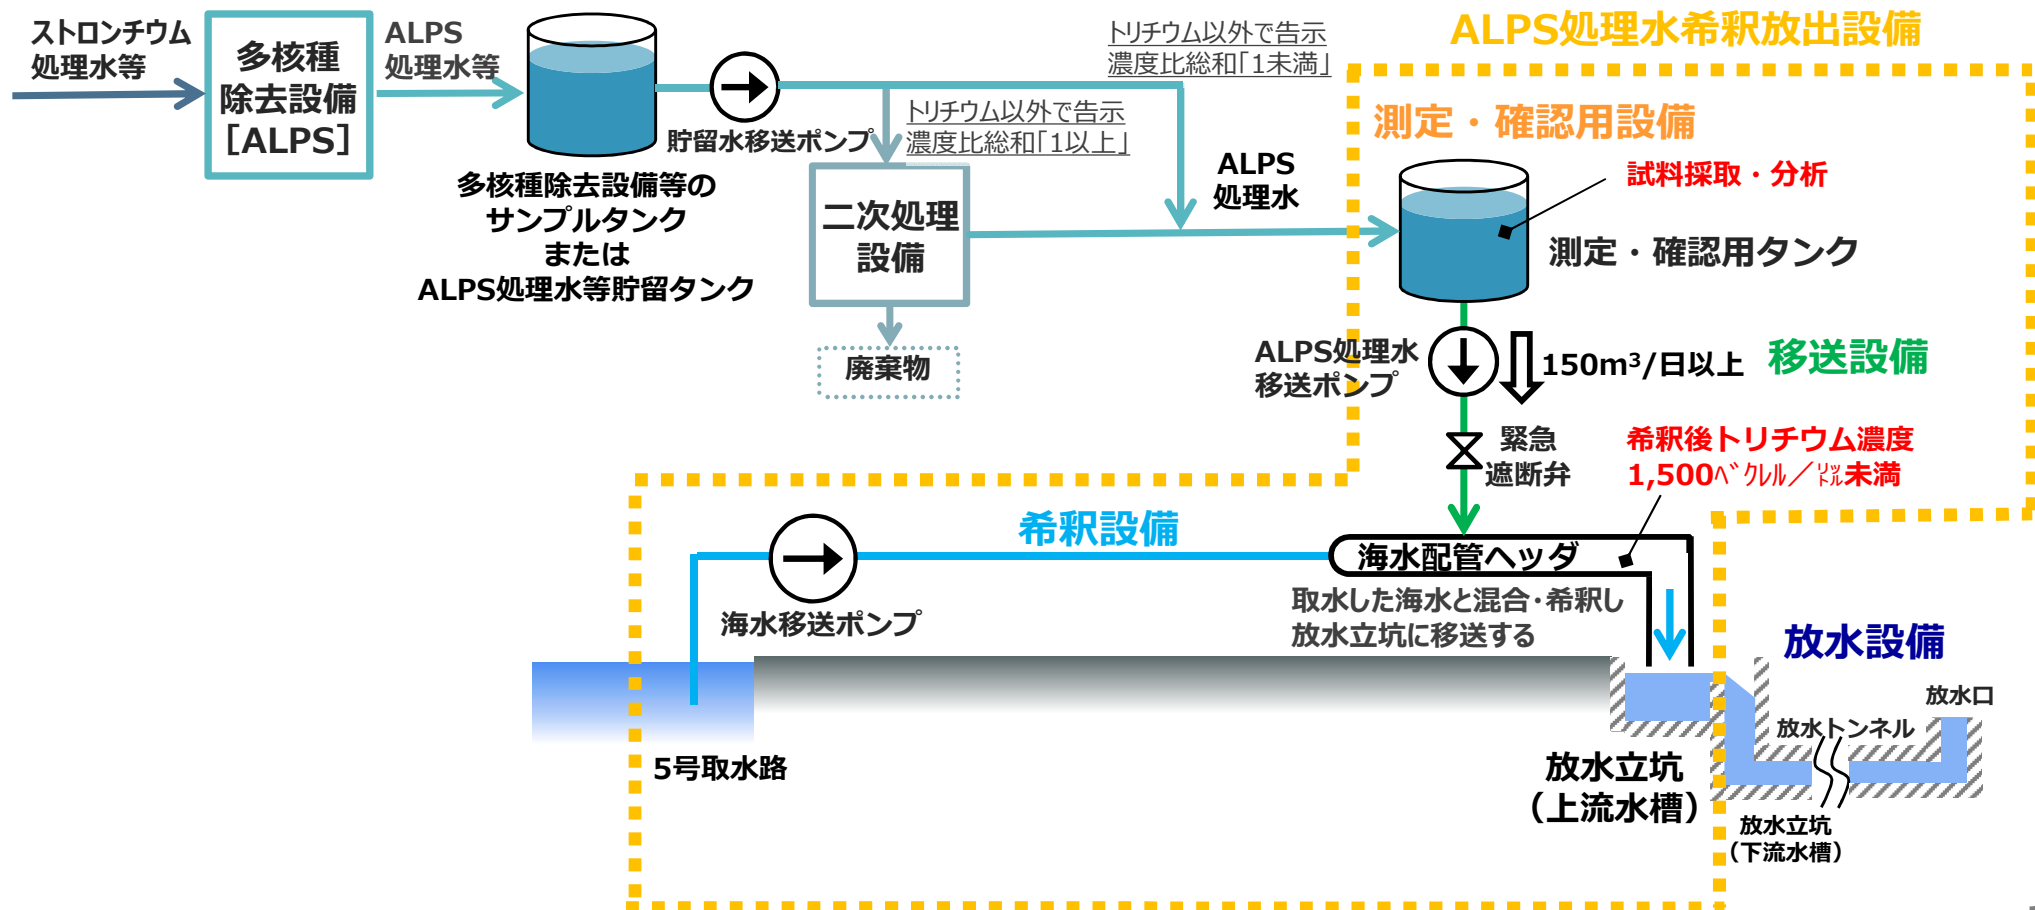 ストロンチウム
処理水等
多核種
除去設備
［ALPS］
ALPS
処理水等
貯留水移送ポンプ
多核種除去設備等の
サンプルタンク
または
ALPS処理水等貯留タンク
トリチウム以外で告示
濃度比総和｢1以上｣
トリチウム以外で告示
濃度比総和｢1未満｣
二次処理
設備
廃棄物
ALPS
処理水
ALPS処理水希釈放出設備
測定・確認用設備
試料採取・分析
測定・確認用タンク
ALPS処理水
移送ポンプ
150m³/日以上
移送設備
緊急
遮断弁
希釈後トリチウム濃度
1,500ﾍﾞｸﾚﾙ／㍑未満
希釈設備
海水配管ヘッダ
海水移送ポンプ
取水した海水と混合･希釈し
放水立坑に移送する
放水設備
放水口
放水トンネル
5号取水路
放水立坑
（上流水槽）
放水立坑
（下流水槽）